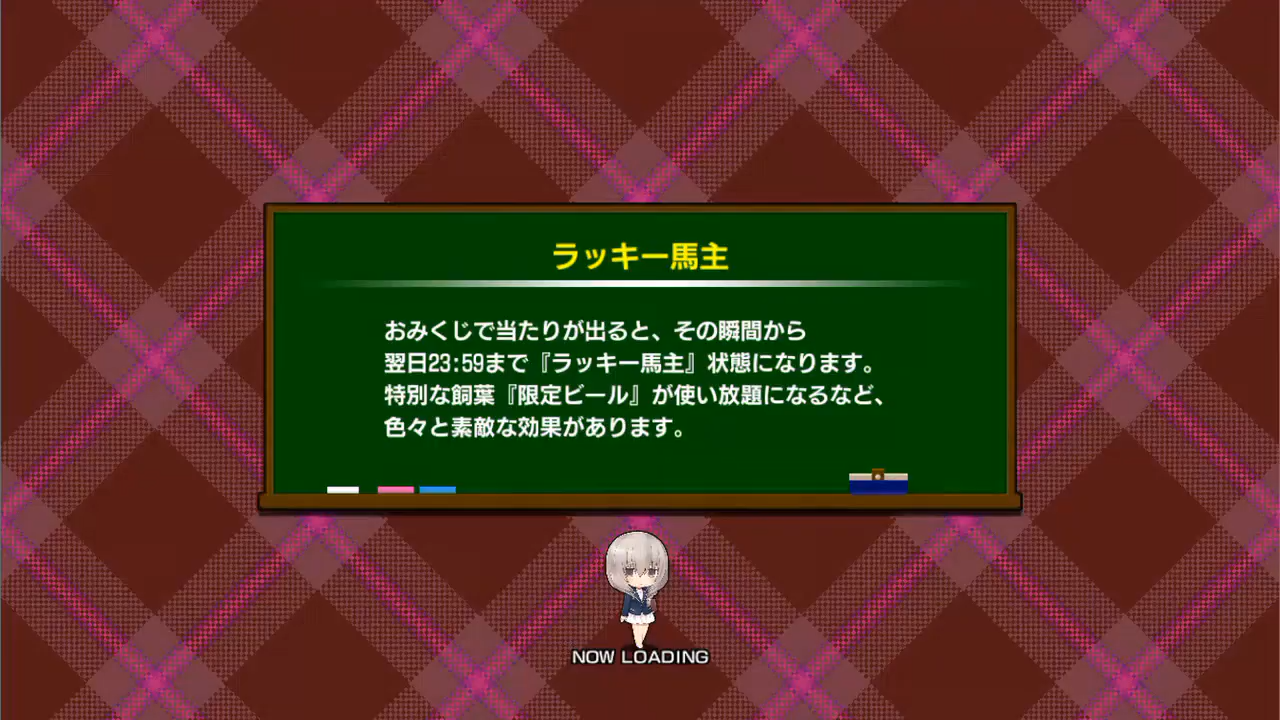 ラッキー馬主
おみくじで当たりが出ると、その瞬間から
翌日23:59まで『ラッキー馬主』状態になります。
特別な飼葉『限定ビール』が使い放題になるなど、
色々と素敵な効果があります。
NOW LOADING